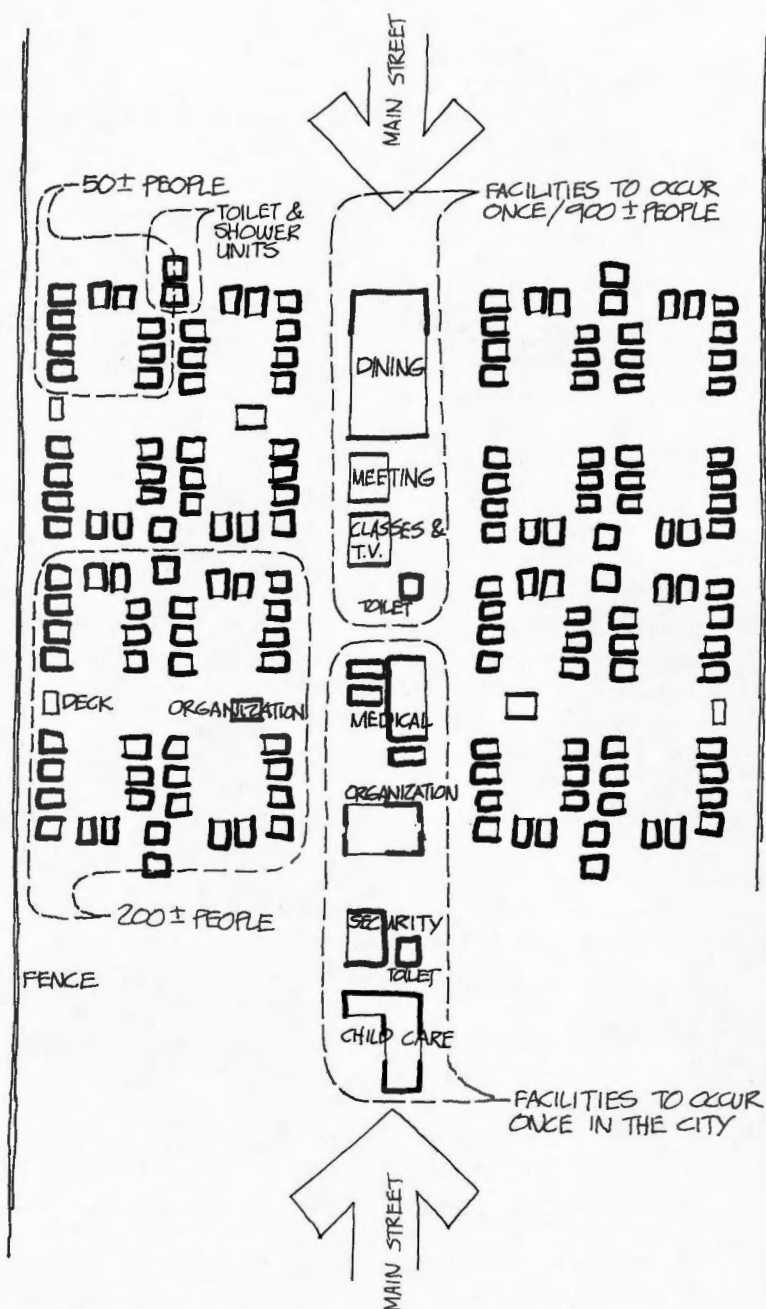 MAIN STREET
50± PEOPLE
TOILET &
SHOWER
UNITS
FACILITIES TO OCCUR
ONCE/900± PEOPLE
DINING
MEETING
CLASSES &
T.V.
TOILET
DECK
ORGANIZATION
MEDICAL
ORGANIZATION
200± PEOPLE
SECURITY
TOILET
FENCE
CHILD CARE
FACILITIES TO OCCUR
ONCE IN THE CITY
MAIN STREET